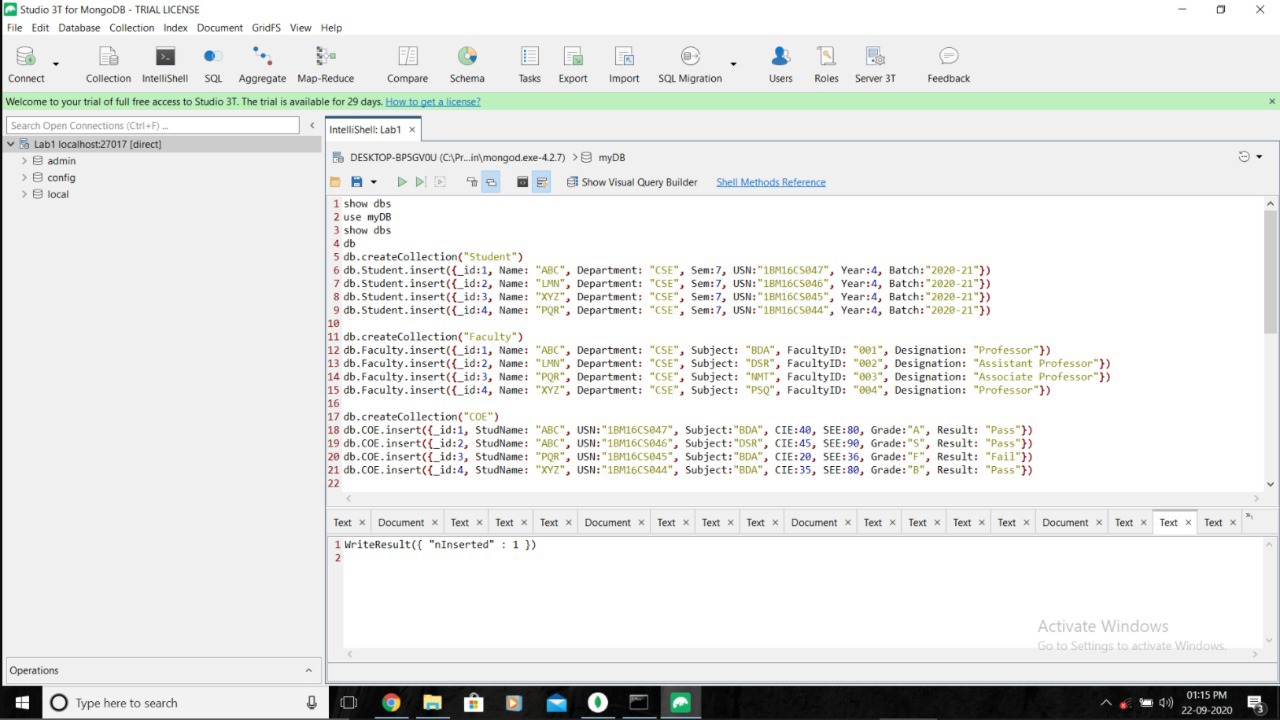 Studio 3T for MongoDB - TRIAL LICENSE
File Edit Database Collection Index Document GridFS View Help
Connect Collection IntelliShell SQL Aggregate Map-Reduce Compare Schema Tasks Export Import SQL Migration Users Roles Server 3T Feedback
Welcome to your trial of full free access to Studio 3T. The trial is available for 29 days. How to get a license?
Search Open Connections (Ctrl+F) ...
Lab1 localhost:27017 [direct]
admin
config
local
Operations
IntelliShell: Lab1
DESKTOP-BP5GV0U (C:\Pr...in\mongod.exe-4.2.7) > myDB
Show Visual Query Builder Shell Methods Reference
1 show dbs
2 use myDB
3 show dbs
4 db
5 db.createCollection("Student")
6 db.Student.insert({_id:1, Name: "ABC", Department: "CSE", Sem:7, USN:"1BM16CS047", Year:4, Batch:"2020-21"})
7 db.Student.insert({_id:2, Name: "LMN", Department: "CSE", Sem:7, USN:"1BM16CS046", Year:4, Batch:"2020-21"})
8 db.Student.insert({_id:3, Name: "XYZ", Department: "CSE", Sem:7, USN:"1BM16CS045", Year:4, Batch:"2020-21"})
9 db.Student.insert({_id:4, Name: "PQR", Department: "CSE", Sem:7, USN:"1BM16CS044", Year:4, Batch:"2020-21"})
10
11 db.createCollection("Faculty")
12 db.Faculty.insert({_id:1, Name: "ABC", Department: "CSE", Subject: "BDA", FacultyID: "001", Designation: "Professor"})
13 db.Faculty.insert({_id:2, Name: "LMN", Department: "CSE", Subject: "DSR", FacultyID: "002", Designation: "Assistant Professor"})
14 db.Faculty.insert({_id:3, Name: "PQR", Department: "CSE", Subject: "NMT", FacultyID: "003", Designation: "Associate Professor"})
15 db.Faculty.insert({_id:4, Name: "XYZ", Department: "CSE", Subject: "PSQ", FacultyID: "004", Designation: "Professor"})
16
17 db.createCollection("COE")
18 db.COE.insert({_id:1, StudName: "ABC", USN:"1BM16CS047", Subject:"BDA", CIE:40, SEE:80, Grade:"A", Result: "Pass"})
19 db.COE.insert({_id:2, StudName: "ABC", USN:"1BM16CS046", Subject:"DSR", CIE:45, SEE:90, Grade:"S", Result: "Pass"})
20 db.COE.insert({_id:3, StudName: "PQR", USN:"1BM16CS045", Subject:"BDA", CIE:20, SEE:36, Grade:"F", Result: "Fail"})
21 db.COE.insert({_id:4, StudName: "XYZ", USN:"1BM16CS044", Subject:"BDA", CIE:35, SEE:80, Grade:"B", Result: "Pass"})
22
Text Document Text Text Text Document Text Text Text Document Text Text Text Text Document Text Text Text
1 WriteResult({ "nInserted" : 1 })
2
Activate Windows
Go to Settings to activate Windows.
Type here to search
01:15 PM
22-09-2020
3